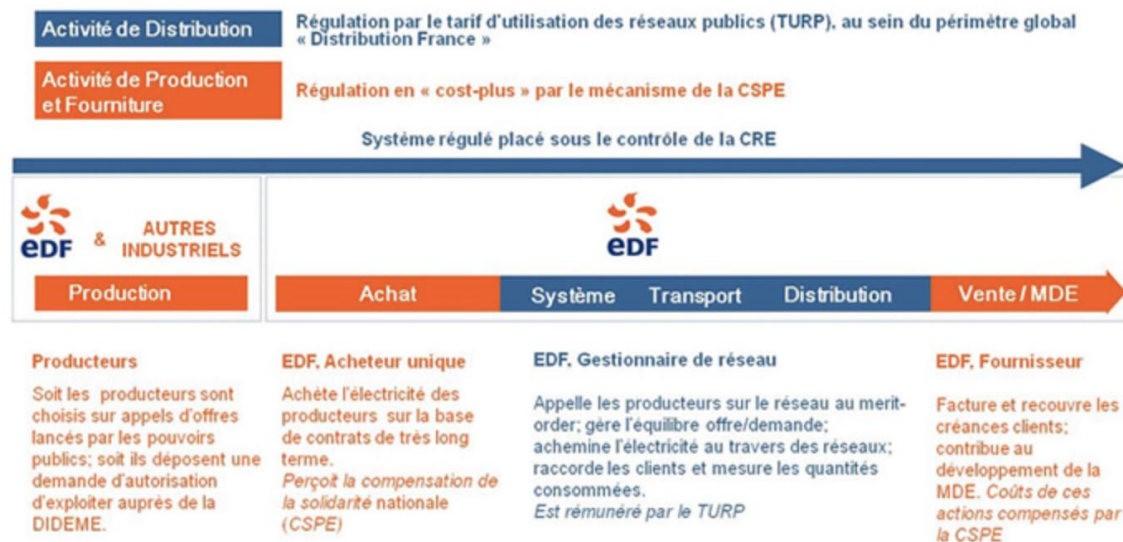 Activité de Distribution
Régulation par le tarif d'utilisation des réseaux publics (TURP), au sein du périmètre global
« Distribution France »
Activité de Production
et Fourniture
Régulation en « cost-plus » par le mécanisme de la CSPE
Système régulé placé sous le contrôle de la CRE
eDF
& AUTRES
INDUSTRIELS
eDF
Production
Achat
Système
Transport
Distribution
Vente / MDE
Producteurs
Soit les producteurs sont
choisis sur appels d'offres
lancés par les pouvoirs
publics; soit ils déposent une
demande d'autorisation
d'exploiter auprès de la
DIDEME.
EDF, Acheteur unique
Achète l'électricité des
producteurs sur la base
de contrats de très long
terme.
Perçoit la compensation de
la solidarité nationale
(CSPE)
EDF, Gestionnaire de réseau
Appelle les producteurs sur le réseau au merit-
order; gère l'équilibre offre/demande;
achemine l'électricité au travers des réseaux;
raccorde les clients et mesure les quantités
consommées.
Est rémunéré par le TURP
EDF, Fournisseur
Facture et recouvre les
créances clients;
contribue au
développement de la
MDE. Coûts de ces
actions compensés par
la CSPE